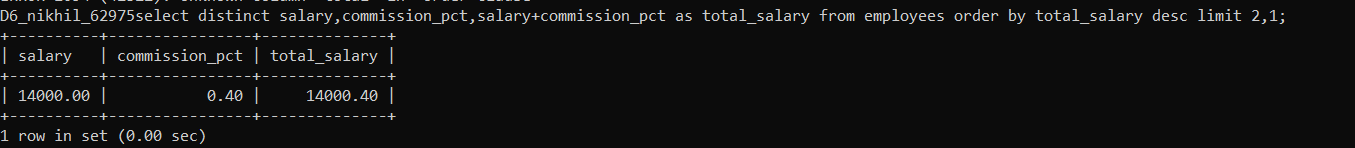 D6_nikhil_62975select distinct salary,commission_pct,salary+commission_pct as total_salary from employees order by total_salary desc limit 2,1;
+----------+----------------+--------------+
| salary   | commission_pct | total_salary |
+----------+----------------+--------------+
| 14000.00 |           0.40 |     14000.40 |
+----------+----------------+--------------+
1 row in set (0.00 sec)